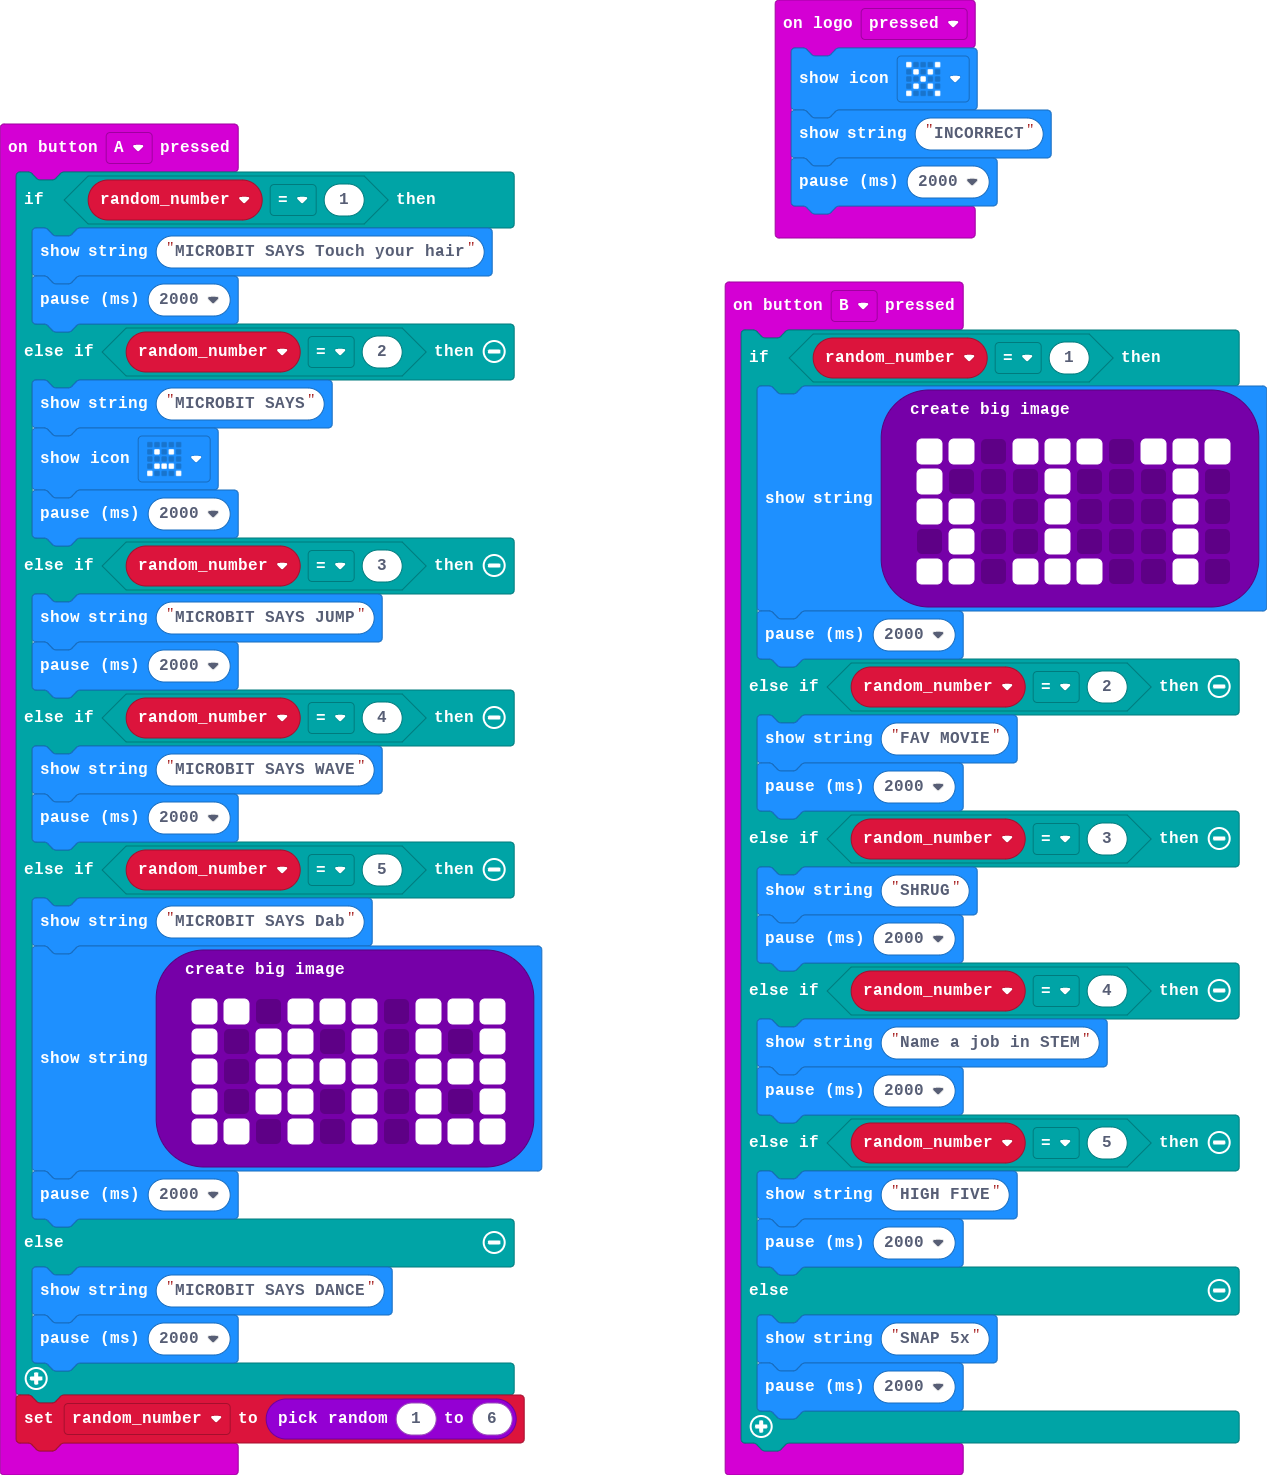 on button A pressed
if random_number = 1 then
show string "MICROBIT SAYS Touch your hair"
pause (ms) 2000
else if random_number = 2 then
show string "MICROBIT SAYS"
show icon
pause (ms) 2000
else if random_number = 3 then
show string "MICROBIT SAYS JUMP"
pause (ms) 2000
else if random_number = 4 then
show string "MICROBIT SAYS WAVE"
pause (ms) 2000
else if random_number = 5 then
show string "MICROBIT SAYS Dab"
show string create big image
pause (ms) 2000
else
show string "MICROBIT SAYS DANCE"
pause (ms) 2000
set random_number to pick random 1 to 6
on logo pressed
show icon
show string "INCORRECT"
pause (ms) 2000
on button B pressed
if random_number = 1 then
show string create big image
pause (ms) 2000
else if random_number = 2 then
show string "FAV MOVIE"
pause (ms) 2000
else if random_number = 3 then
show string "SHRUG"
pause (ms) 2000
else if random_number = 4 then
show string "Name a job in STEM"
pause (ms) 2000
else if random_number = 5 then
show string "HIGH FIVE"
pause (ms) 2000
else
show string "SNAP 5x"
pause (ms) 2000